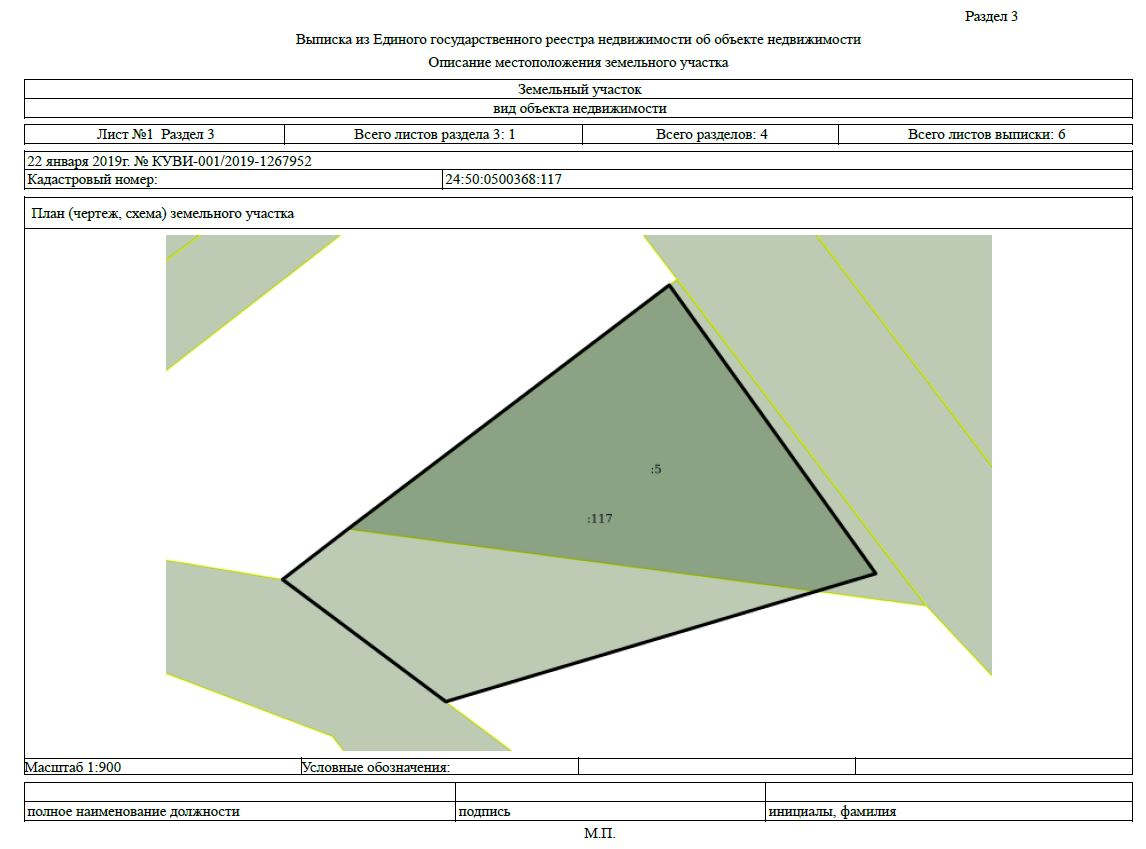 Раздел 3
Выписка из Единого государственного реестра недвижимости об объекте недвижимости
Описание местоположения земельного участка
Земельный участок
вид объекта недвижимости
Лист №1 Раздел 3 Всего листов раздела 3: 1 Всего разделов: 4 Всего листов выписки: 6
22 января 2019г. № КУВИ-001/2019-1267952
Кадастровый номер: 24:50:0500368:117
План (чертеж, схема) земельного участка
:5
:117
Масштаб 1:900 Условные обозначения:
полное наименование должности подпись инициалы, фамилия
М.П.